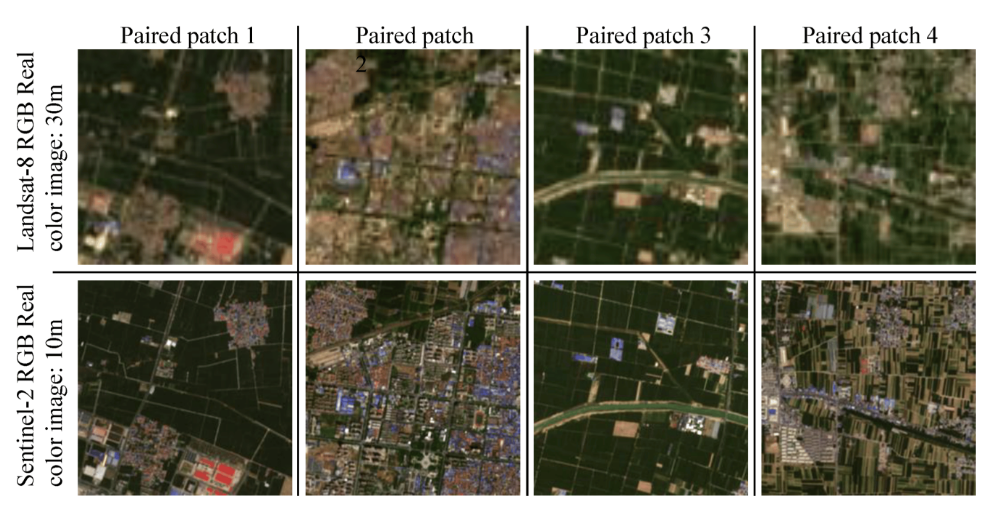 Paired patch 1
Paired patch
2
Paired patch 3
Paired patch 4
Landsat-8 RGB Real
color image: 30m
Sentinel-2 RGB Real
color image: 10m